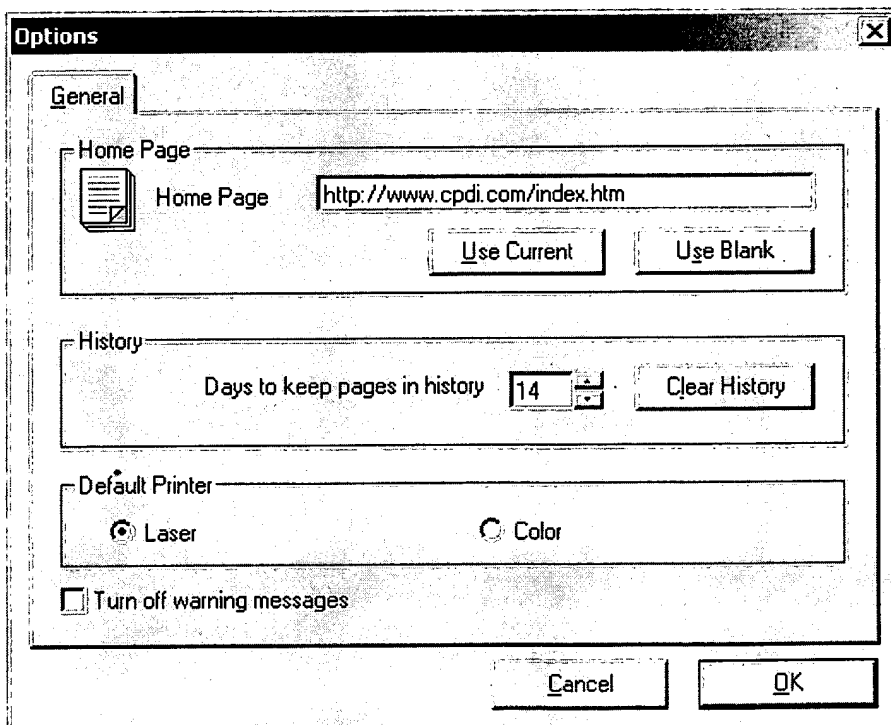 Options
General
Home Page
Home Page http://www.cpdi.com/index.htm
Use Current Use Blank
History
Days to keep pages in history 14 Clear History
Default Printer
Laser Color
Turn off warning messages
Cancel OK